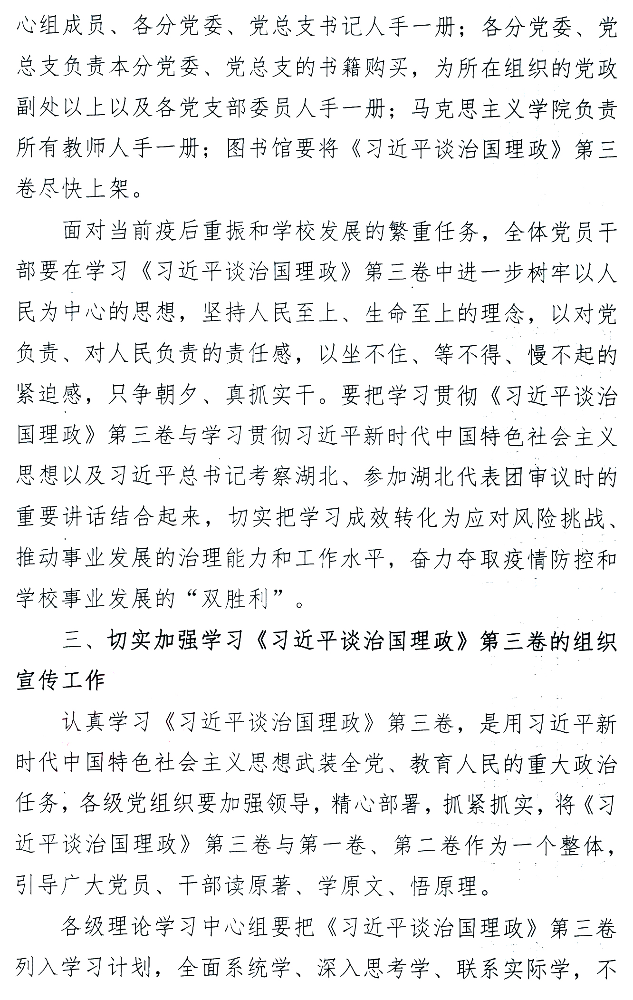 心组成员、各分党委、党总支书记人手一册；各分党委、党
总支负责本分党委、党总支的书籍购买，为所在组织的党政
副处以上以及各党支部委员人手一册；马克思主义学院负责
所有教师人手一册；图书馆要将《习近平谈治国理政》第三
卷尽快上架。
面对当前疫后重振和学校发展的繁重任务，全体党员干
部要在学习《习近平谈治国理政》第三卷中进一步树牢以人
民为中心的思想，坚持人民至上、生命至上的理念，以对党
负责、对人民负责的责任感，以坐不住、等不得、慢不起的
紧迫感，只争朝夕、真抓实干。要把学习贯彻《习近平谈治
国理政》第三卷与学习贯彻习近平新时代中国特色社会主义
思想以及习近平总书记考察湖北、参加湖北代表团审议时的
重要讲话结合起来，切实把学习成效转化为应对风险挑战、
推动事业发展的治理能力和工作水平，奋力夺取疫情防控和
学校事业发展的“双胜利”。
三、切实加强学习《习近平谈治国理政》第三卷的组织
宣传工作
认真学习《习近平谈治国理政》第三卷，是用习近平新
时代中国特色社会主义思想武装全党、教育人民的重大政治
任务，各级党组织要加强领导，精心部署，抓紧抓实，将《习
近平谈治国理政》第三卷与第一卷、第二卷作为一个整体，
引导广大党员、干部读原著、学原文、悟原理。
各级理论学习中心组要把《习近平谈治国理政》第三卷
列入学习计划，全面系统学、深入思考学、联系实际学，不